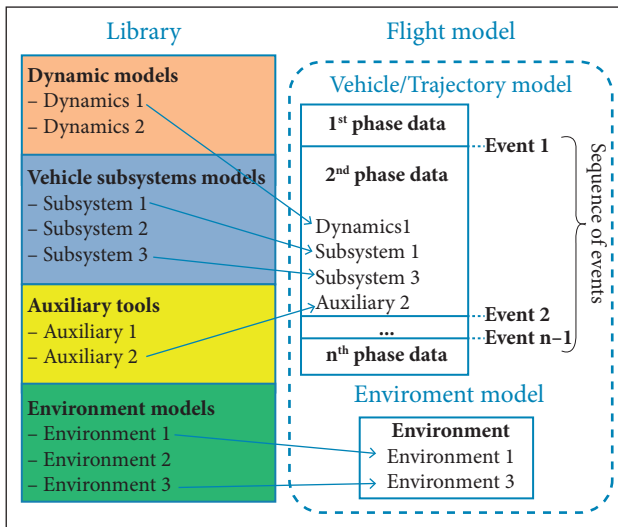 Library
Dynamic models
– Dynamics 1
– Dynamics 2
Vehicle subsystems models
– Subsystem 1
– Subsystem 2
– Subsystem 3
Auxiliary tools
– Auxiliary 1
– Auxiliary 2
Environment models
– Environment 1
– Environment 2
– Environment 3
Flight model
Vehicle/Trajectory model
1st phase data
Event 1
2nd phase data
Dynamics1
Subsystem 1
Subsystem 3
Auxiliary 2
Event 2
...
Event n–1
nth phase data
Sequence of events
Enviroment model
Environment
Environment 1
Environment 3